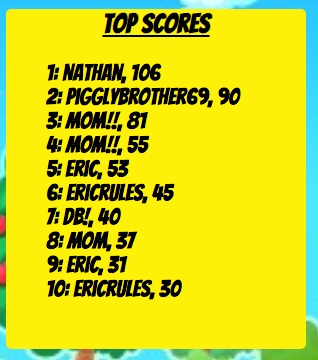 TOP SCORES
1: NATHAN, 106
2: PIGGLYBROTHER69, 90
3: MOM!!, 81
4: MOM!!, 55
5: ERIC, 53
6: ERICRULES, 45
7: DB!, 40
8: MOM, 37
9: ERIC, 31
10: ERICRULES, 30